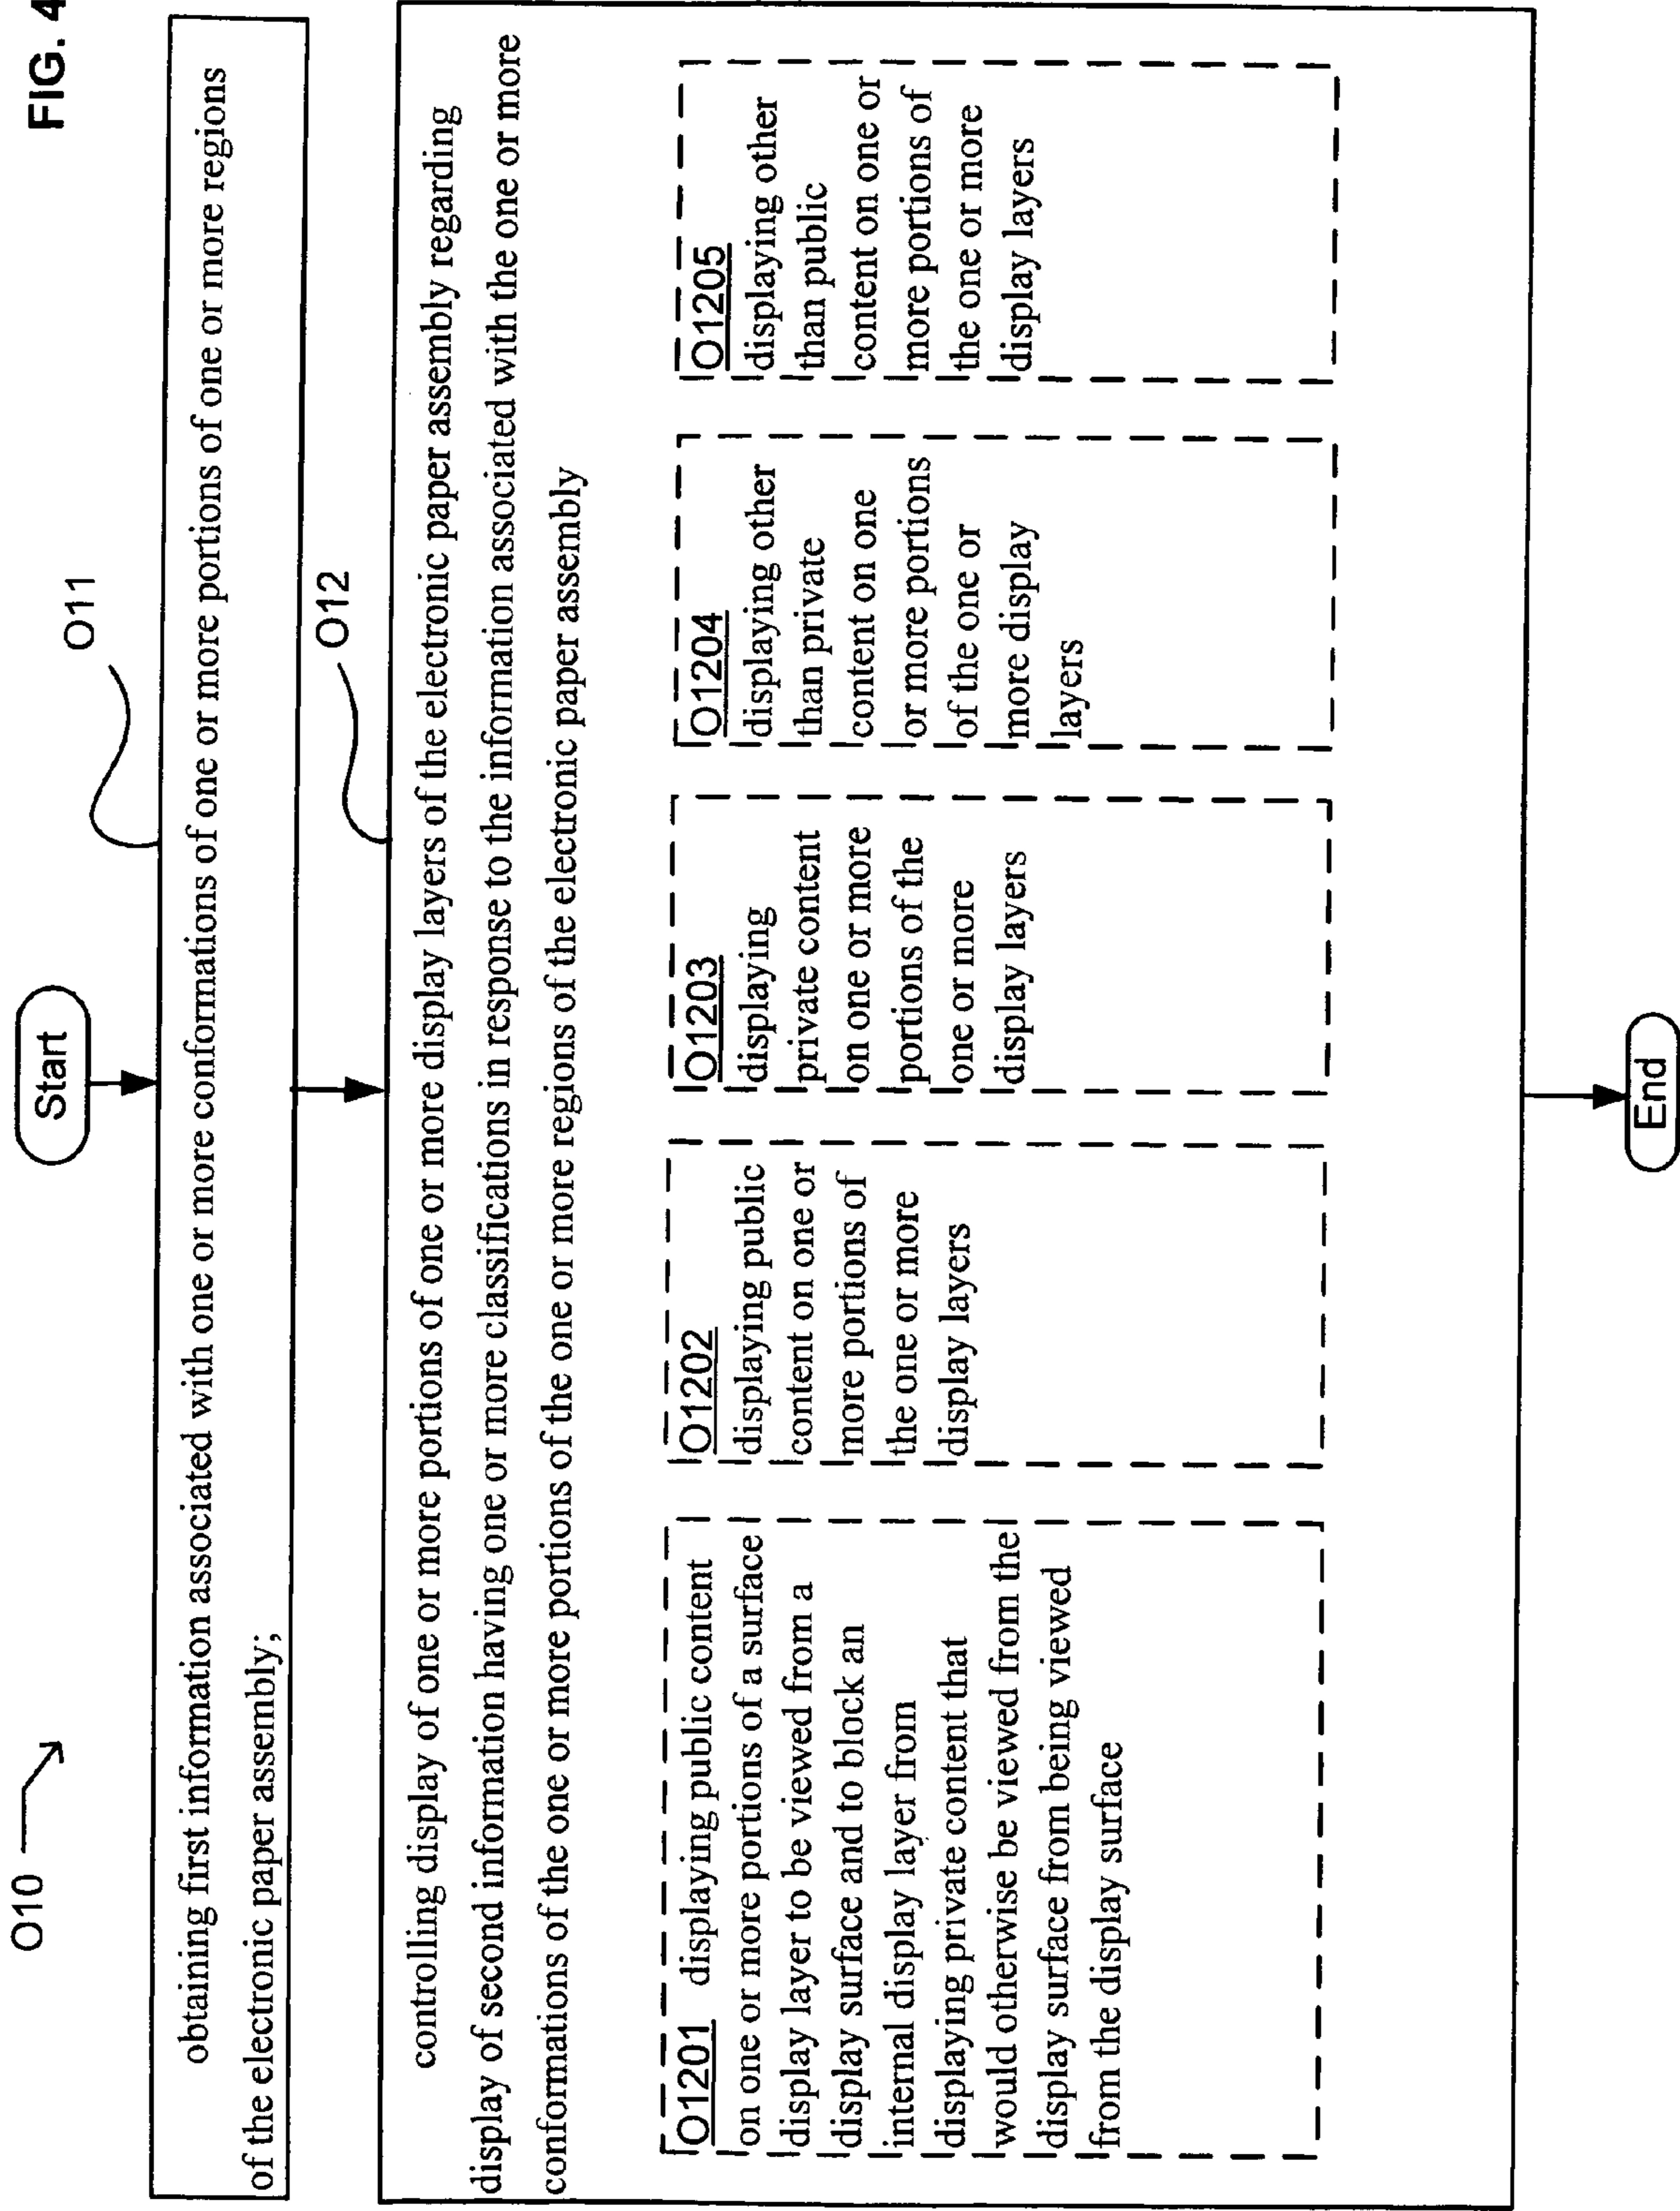 FIG. 4
O10
Start
O11
obtaining first information associated with one or more conformations of one or more portions of one or more regions
of the electronic paper assembly;
O12
controlling display of one or more portions of one or more display layers of the electronic paper assembly regarding
display of second information having one or more classifications in response to the information associated with the one or more
conformations of the one or more portions of the one or more regions of the electronic paper assembly
O1201 displaying public content
on one or more portions of a surface
display layer to be viewed from a
display surface and to block an
internal display layer from
displaying private content that
would otherwise be viewed from the
display surface from being viewed
from the display surface
O1202
displaying public
content on one or
more portions of
the one or more
display layers
O1203
displaying
private content
on one or more
portions of the
one or more
display layers
O1204
displaying other
than private
content on one
or more portions
of the one or
more display
layers
O1205
displaying other
than public
content on one or
more portions of
the one or more
display layers
End